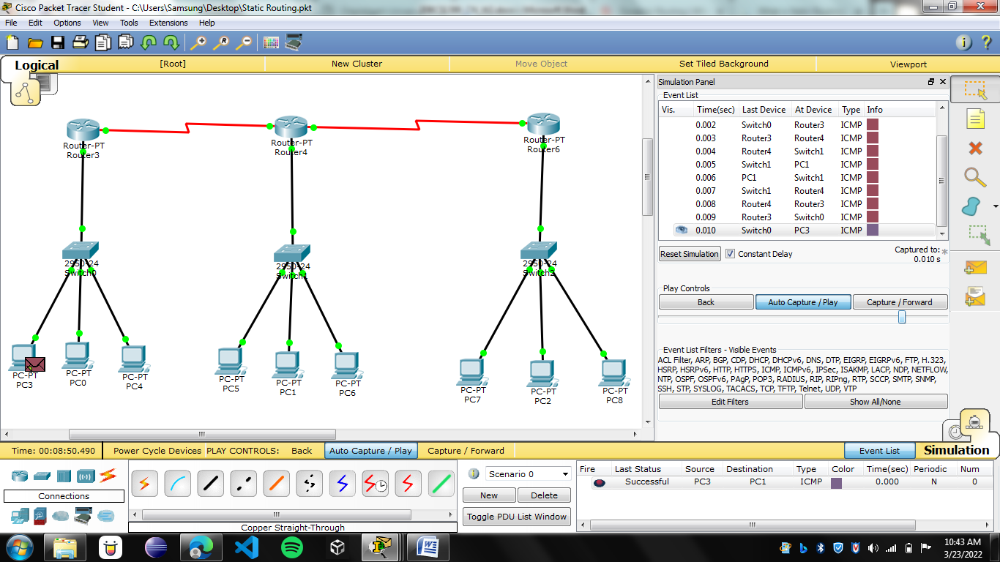 Cisco Packet Tracer Student - C:\Users\Samsung\Desktop\Static Routing.pkt
File Edit Options View Tools Extensions Help
Logical [Root] New Cluster Move Object Set Tiled Background Viewport
Router-PT
Router3
Router-PT
Router4
Router-PT
Router6
2950-24
Switch0
2950-24
Switch1
2950-24
Switch2
PC-PT
PC3
PC-PT
PC0
PC-PT
PC4
PC-PT
PC5
PC-PT
PC1
PC-PT
PC6
PC-PT
PC7
PC-PT
PC2
PC-PT
PC8
Simulation Panel
Event List
Vis. Time(sec) Last Device At Device Type Info
0.002 Switch0 Router3 ICMP
0.003 Router3 Router4 ICMP
0.004 Router4 Switch1 ICMP
0.005 Switch1 PC1 ICMP
0.006 PC1 Switch1 ICMP
0.007 Switch1 Router4 ICMP
0.008 Router4 Router3 ICMP
0.009 Router3 Switch0 ICMP
0.010 Switch0 PC3 ICMP
Reset Simulation Constant Delay Captured to: *
0.010 s
Play Controls
Back Auto Capture / Play Capture / Forward
Event List Filters - Visible Events
ACL Filter, ARP, BGP, CDP, DHCP, DHCPv6, DNS, DTP, EIGRP, EIGRPv6, FTP, H.323,
HSRP, HSRPv6, HTTP, HTTPS, ICMP, ICMPv6, IPSec, ISAKMP, LACP, NDP, NETFLOW,
NTP, OSPF, OSPFv6, PAgP, POP3, RADIUS, RIP, RIPng, RTP, SCCP, SMTP, SNMP,
SSH, STP, SYSLOG, TACACS, TCP, TFTP, Telnet, UDP, VTP
Edit Filters Show All/None
Time: 00:08:50.490 Power Cycle Devices PLAY CONTROLS: Back Auto Capture / Play Capture / Forward Event List Simulation
Connections
Copper Straight-Through
Scenario 0
New Delete
Toggle PDU List Window
Fire Last Status Source Destination Type Color Time(sec) Periodic Num
Successful PC3 PC1 ICMP 0.000 N 0
10:43 AM
3/23/2022